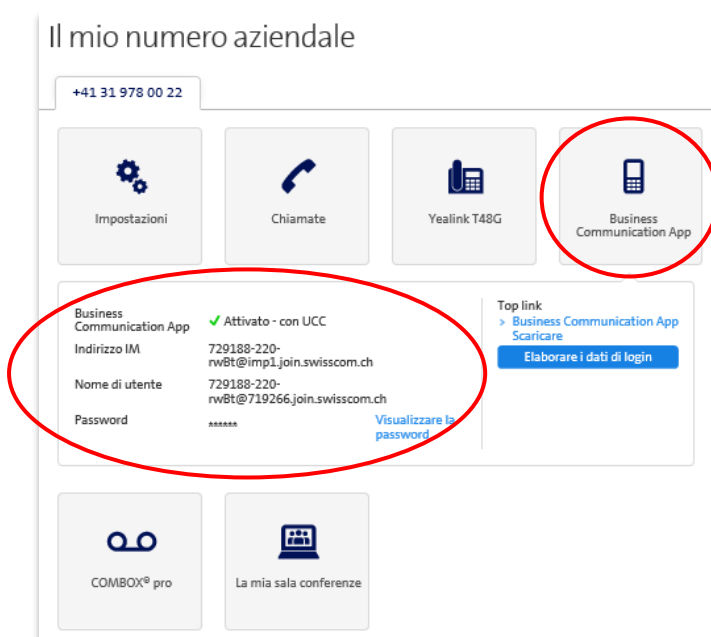 Il mio numero aziendale
+41 31 978 00 22
Impostazioni
Chiamate
Yealink T48G
Business
Communication App
Business
Communication App
Attivato - con UCC
Indirizzo IM
729188-220-
rwBt@imp1.join.swisscom.ch
Nome di utente
729188-220-
rwBt@719266.join.swisscom.ch
Password
******
Visualizzare la
password
Top link
> Business Communication App
Scaricare
Elaborare i dati di login
COMBOX® pro
La mia sala conferenze